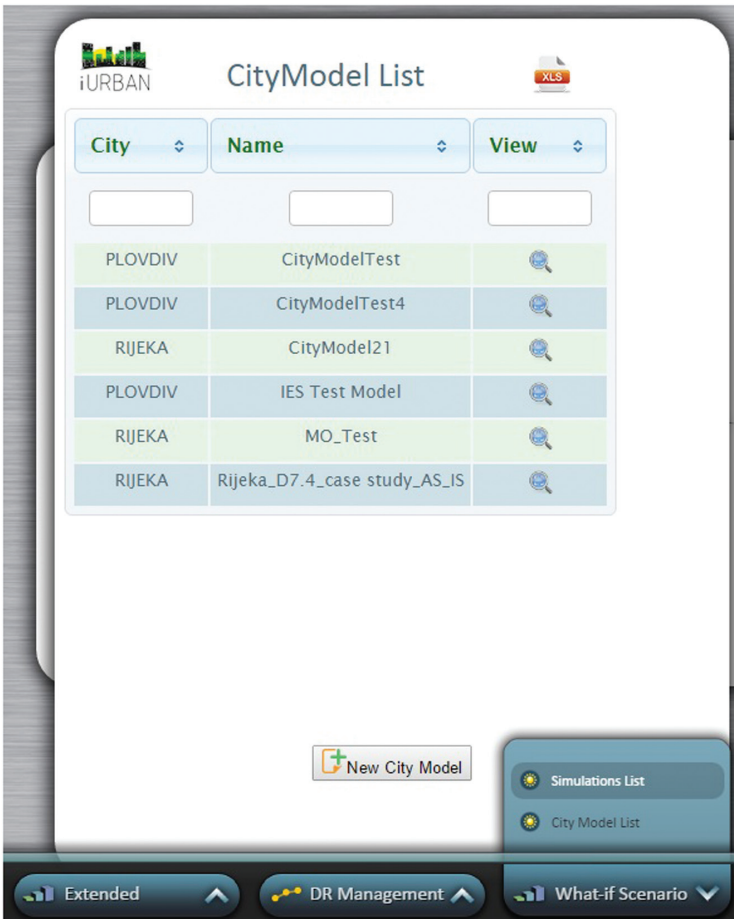 iURBAN
CityModel List
XLS
City Name View
PLOVDIV CityModelTest
PLOVDIV CityModelTest4
RIJEKA CityModel21
PLOVDIV IES Test Model
RIJEKA MO_Test
RIJEKA Rijeka_D7.4_case study_AS_IS
New City Model
Simulations List
City Model List
Extended DR Management What-if Scenario